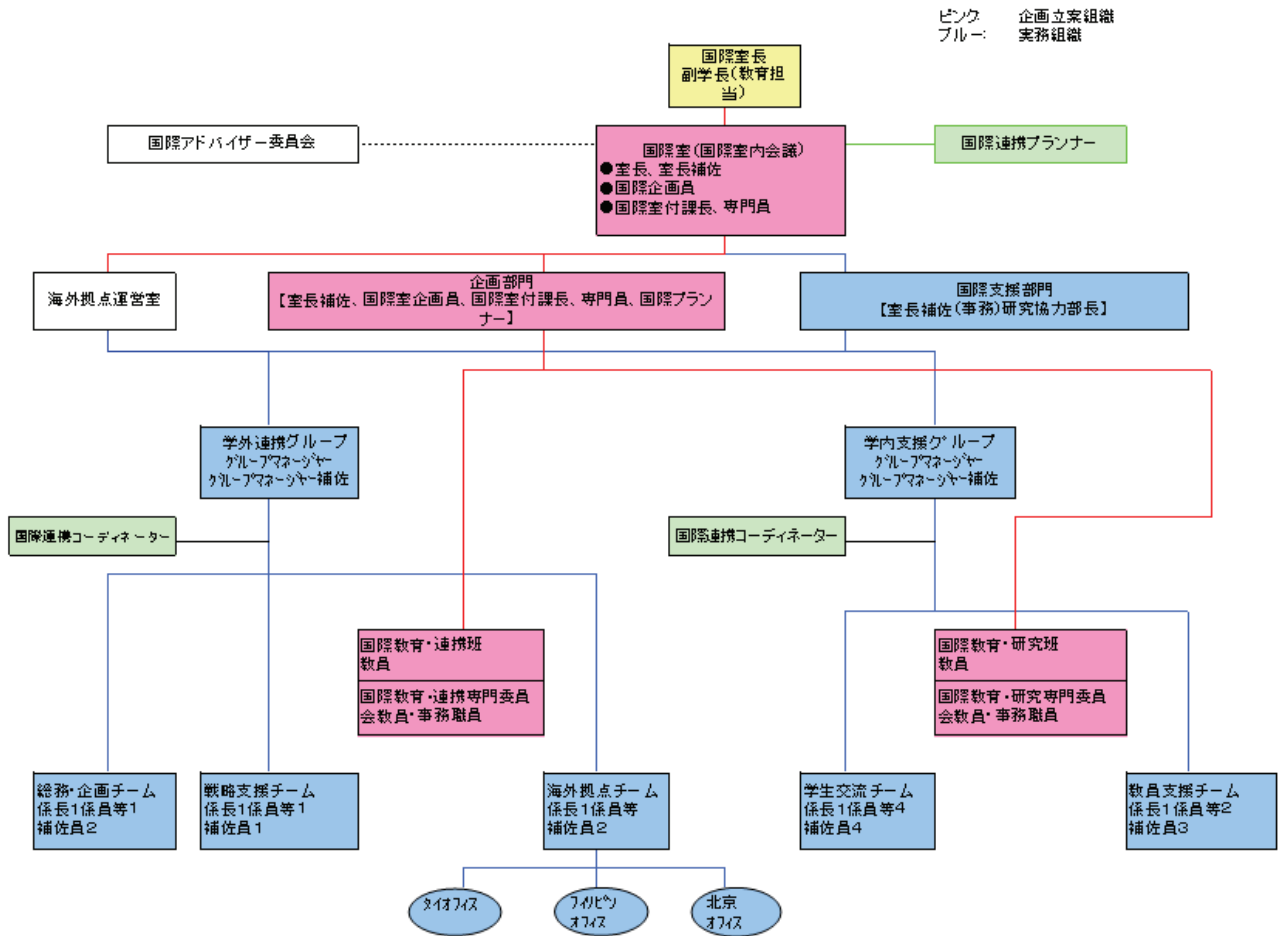 ピンク 企画立案組織
ブルー: 実務組織
国際室長
副学長(教育担
当)
国際アドバイザー委員会
国際室(国際室内会議)
●室長、室長補佐
●国際企画員
●国際室付課長、専門員
国際連携プランナー
海外拠点運営室
企画部門
【室長補佐、国際室企画員、国際室付課長、専門員、国際プラン
ナー】
国際支援部門
【室長補佐(事務)研究協力部長】
学外連携グループ
グループマネージャー
グループマネージャー補佐
学内支援グループ
グループマネージャー
グループマネージャー補佐
国際連携コーディネーター
国際連携コーディネーター
国際教育・連携班
教員
国際教育・連携専門委員
会教員・事務職員
国際教育・研究班
教員
国際教育・研究専門委員
会教員・事務職員
総務・企画チーム
係長1係員等1
補佐員2
戦略支援チーム
係長1係員等1
補佐員1
海外拠点チーム
係長1係員等
補佐員2
学生交流チーム
係長1係員等4
補佐員4
教員支援チーム
係長1係員等2
補佐員3
タイオフィス
フィリピン
オフィス
北京
オフィス